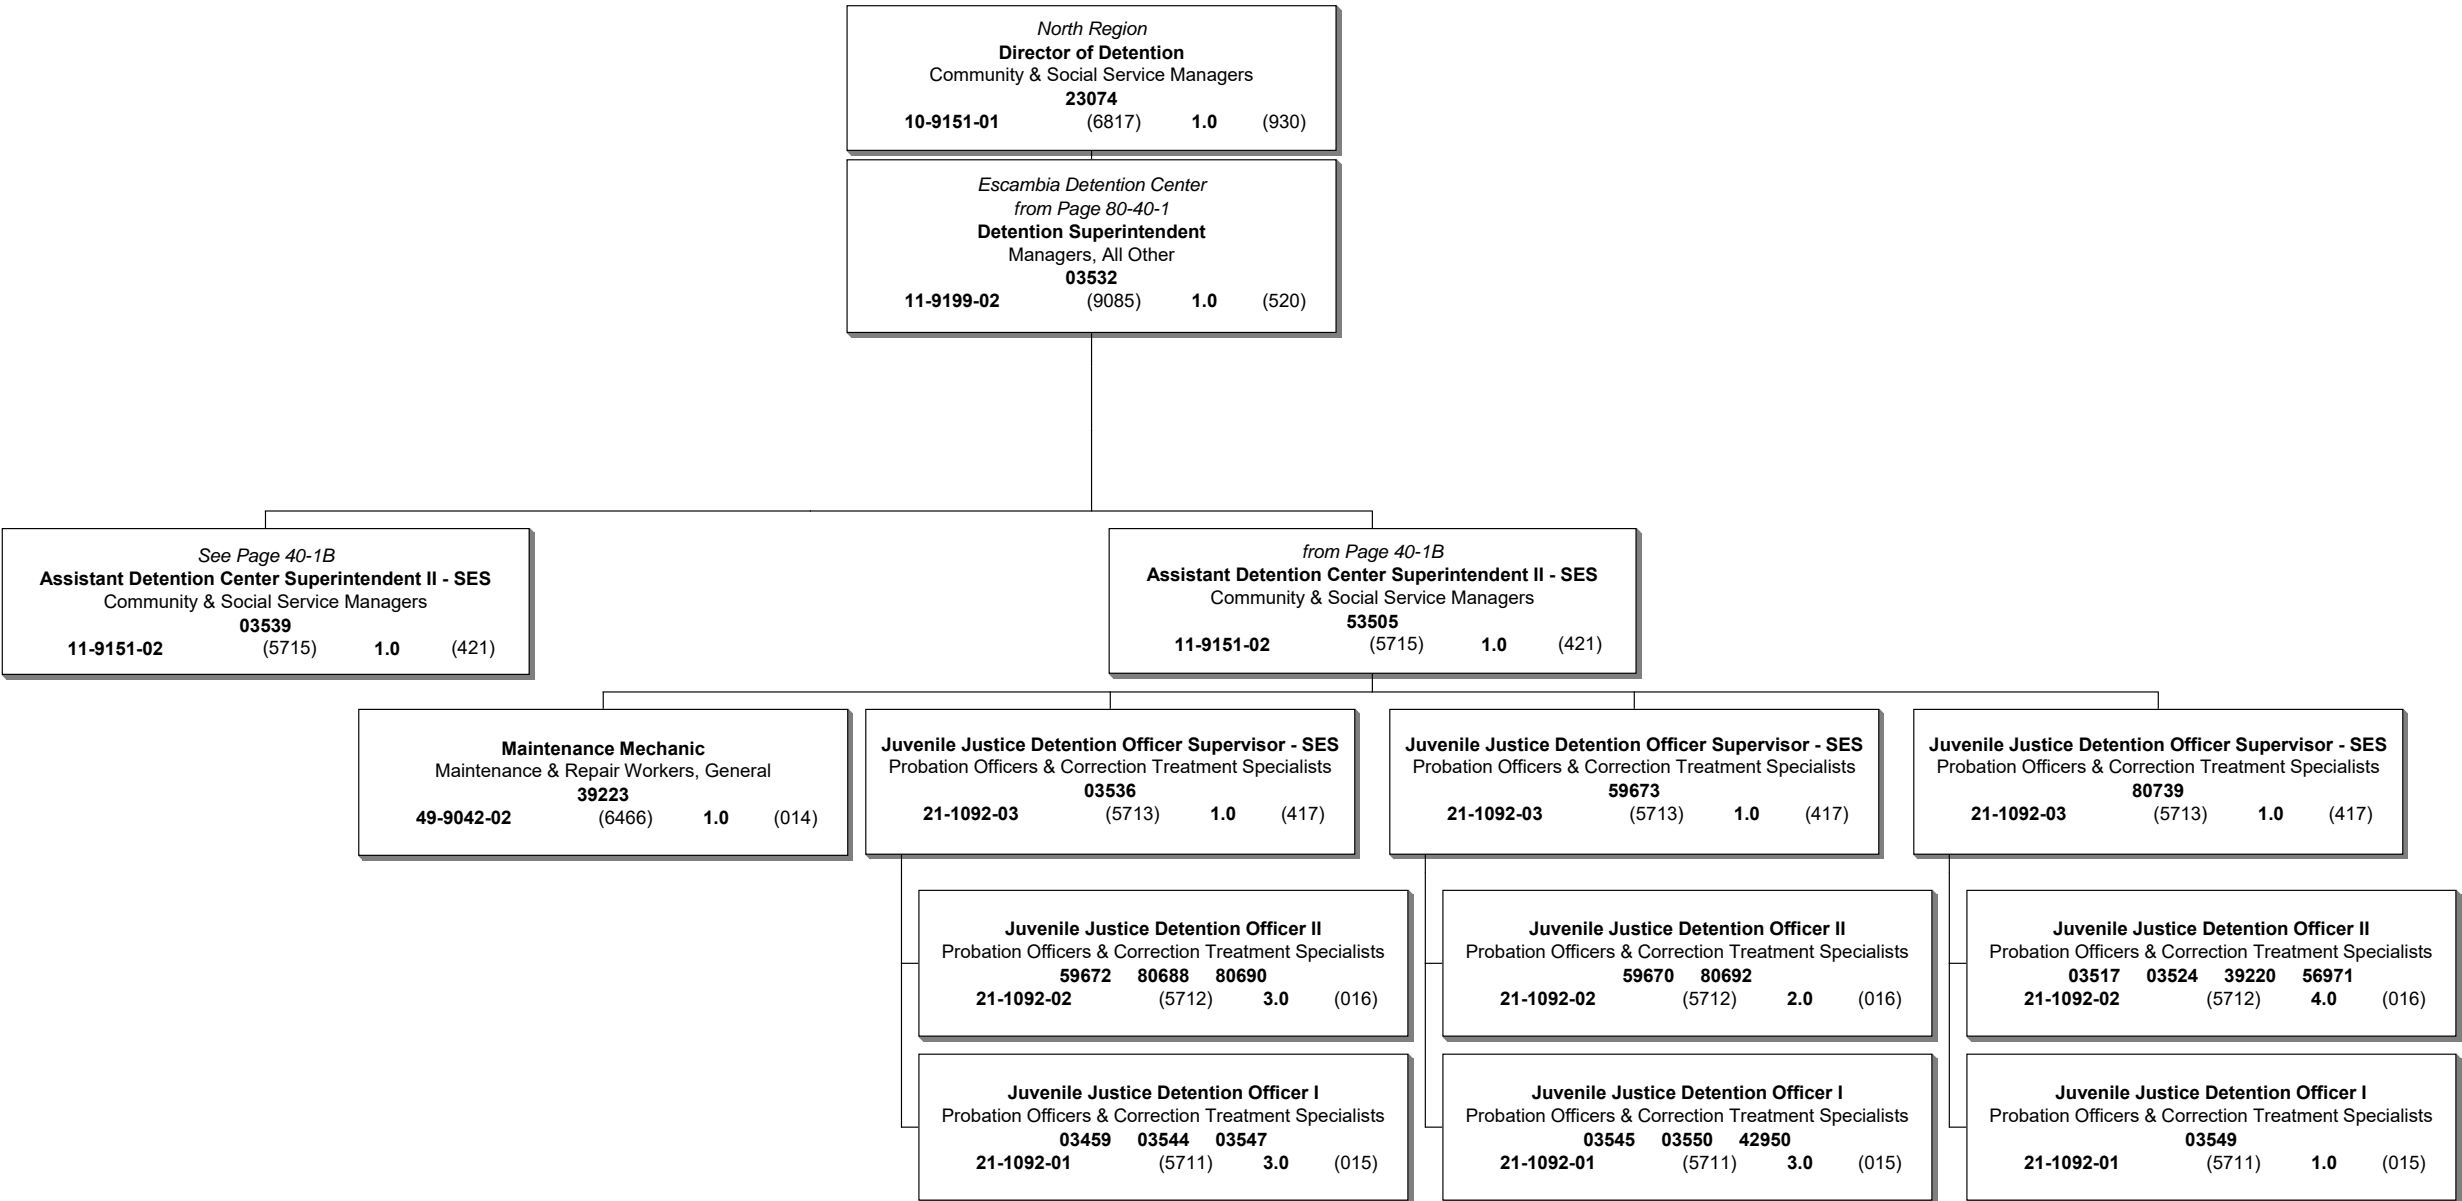 North Region
Director of Detention
Community & Social Service Managers
23074
10-9151-01 (6817) 1.0 (930)
Escambia Detention Center
from Page 80-40-1
Detention Superintendent
Managers, All Other
03532
11-9199-02 (9085) 1.0 (520)
See Page 40-1B
Assistant Detention Center Superintendent II - SES
Community & Social Service Managers
03539
11-9151-02 (5715) 1.0 (421)
from Page 40-1B
Assistant Detention Center Superintendent II - SES
Community & Social Service Managers
53505
11-9151-02 (5715) 1.0 (421)
Maintenance Mechanic
Maintenance & Repair Workers, General
39223
49-9042-02 (6466) 1.0 (014)
Juvenile Justice Detention Officer Supervisor - SES
Probation Officers & Correction Treatment Specialists
03536
21-1092-03 (5713) 1.0 (417)
Juvenile Justice Detention Officer Supervisor - SES
Probation Officers & Correction Treatment Specialists
59673
21-1092-03 (5713) 1.0 (417)
Juvenile Justice Detention Officer Supervisor - SES
Probation Officers & Correction Treatment Specialists
80739
21-1092-03 (5713) 1.0 (417)
Juvenile Justice Detention Officer II
Probation Officers & Correction Treatment Specialists
59672 80688 80690
21-1092-02 (5712) 3.0 (016)
Juvenile Justice Detention Officer II
Probation Officers & Correction Treatment Specialists
59670 80692
21-1092-02 (5712) 2.0 (016)
Juvenile Justice Detention Officer II
Probation Officers & Correction Treatment Specialists
03517 03524 39220 56971
21-1092-02 (5712) 4.0 (016)
Juvenile Justice Detention Officer I
Probation Officers & Correction Treatment Specialists
03459 03544 03547
21-1092-01 (5711) 3.0 (015)
Juvenile Justice Detention Officer I
Probation Officers & Correction Treatment Specialists
03545 03550 42950
21-1092-01 (5711) 3.0 (015)
Juvenile Justice Detention Officer I
Probation Officers & Correction Treatment Specialists
03549
21-1092-01 (5711) 1.0 (015)